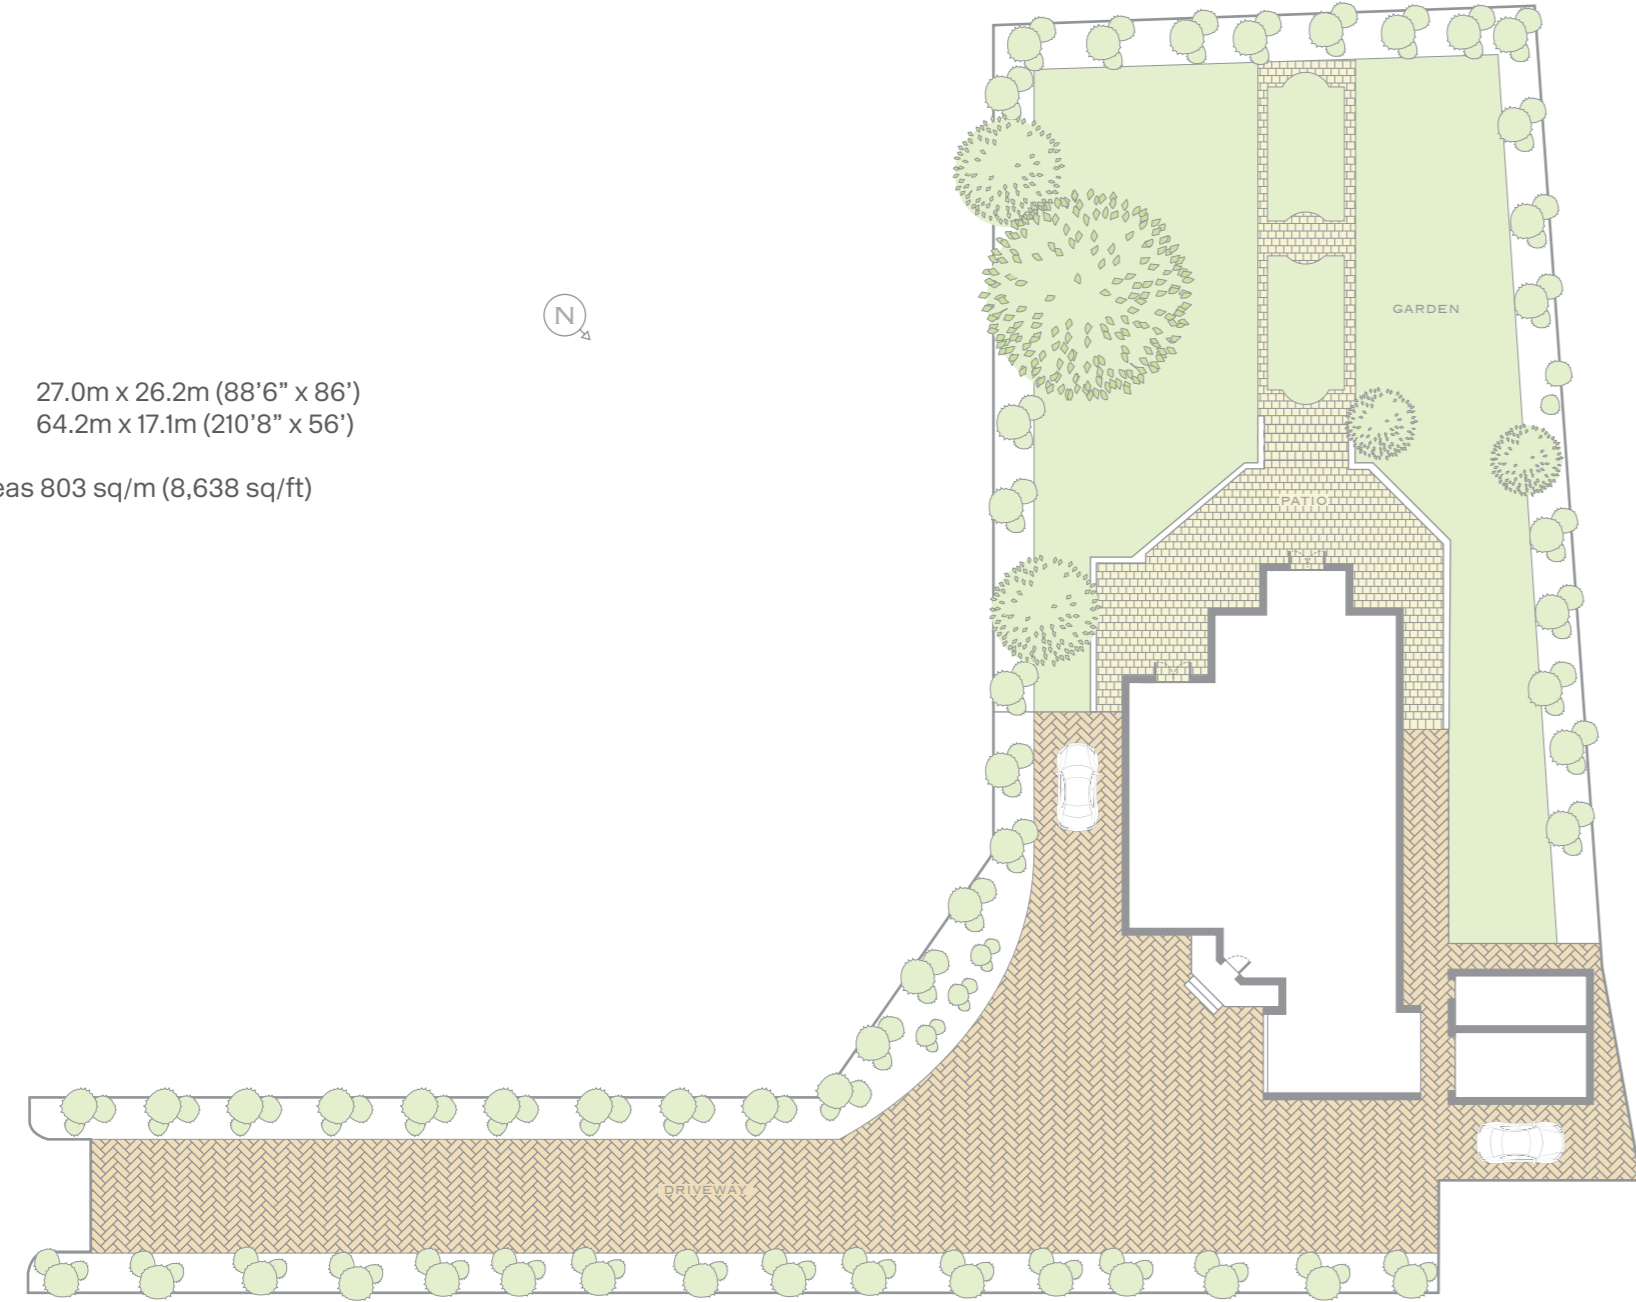 N
27.0m x 26.2m (88’6” x 86’)
64.2m x 17.1m (210’8” x 56’)
eas 803 sq/m (8,638 sq/ft)
GARDEN
PATIO
DRIVEWAY